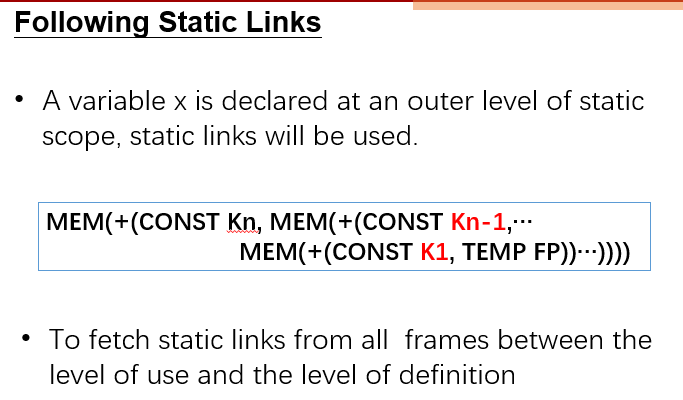 Following Static Links
• A variable x is declared at an outer level of static
scope, static links will be used.
MEM(+(CONST Kn, MEM(+(CONST Kn-1,···
MEM(+(CONST K1, TEMP FP))···))))
• To fetch static links from all  frames between the
level of use and the level of definition